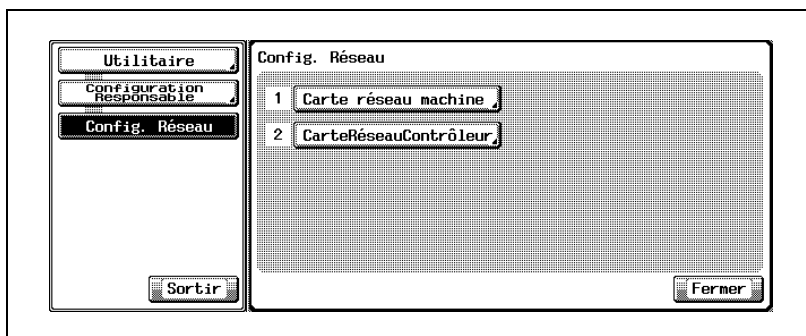 Utilitaire
Configuration
Responsable
Config. Réseau
Sortir
Config. Réseau
1 Carte réseau machine
2 CarteRéseauContrôleur
Fermer